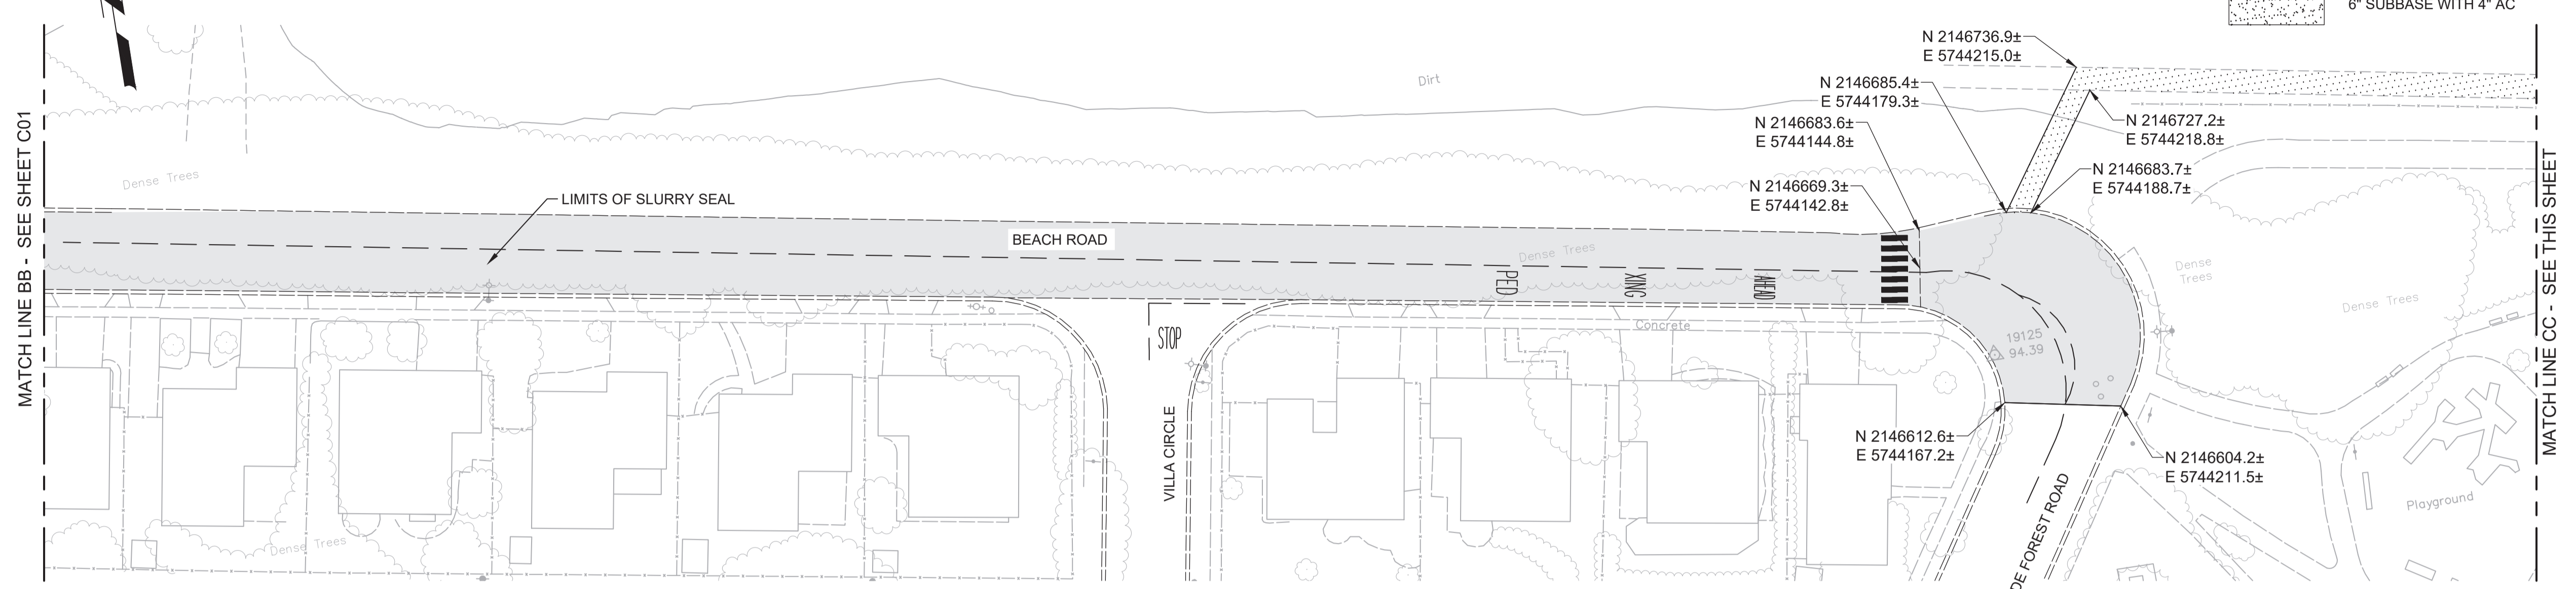 6" SUBBASE WITH 4" AC
MATCH LINE BB - SEE SHEET C01
Dirt
N 2146736.9±
E 5744215.0±
N 2146685.4±
E 5744179.3±
N 2146683.6±
E 5744144.8±
N 2146669.3±
E 5744142.8±
N 2146727.2±
E 5744218.8±
N 2146683.7±
E 5744188.7±
Dense Trees
LIMITS OF SLURRY SEAL
BEACH ROAD
Dense Trees
PED
XING
AHEAD
Dense
Trees
Dense Trees
STOP
Concrete
19125
94.39
VILLA CIRCLE
N 2146612.6±
E 5744167.2±
N 2146604.2±
E 5744211.5±
DE FOREST ROAD
Playground
Dense Trees
MATCH LINE CC - SEE THIS SHEET